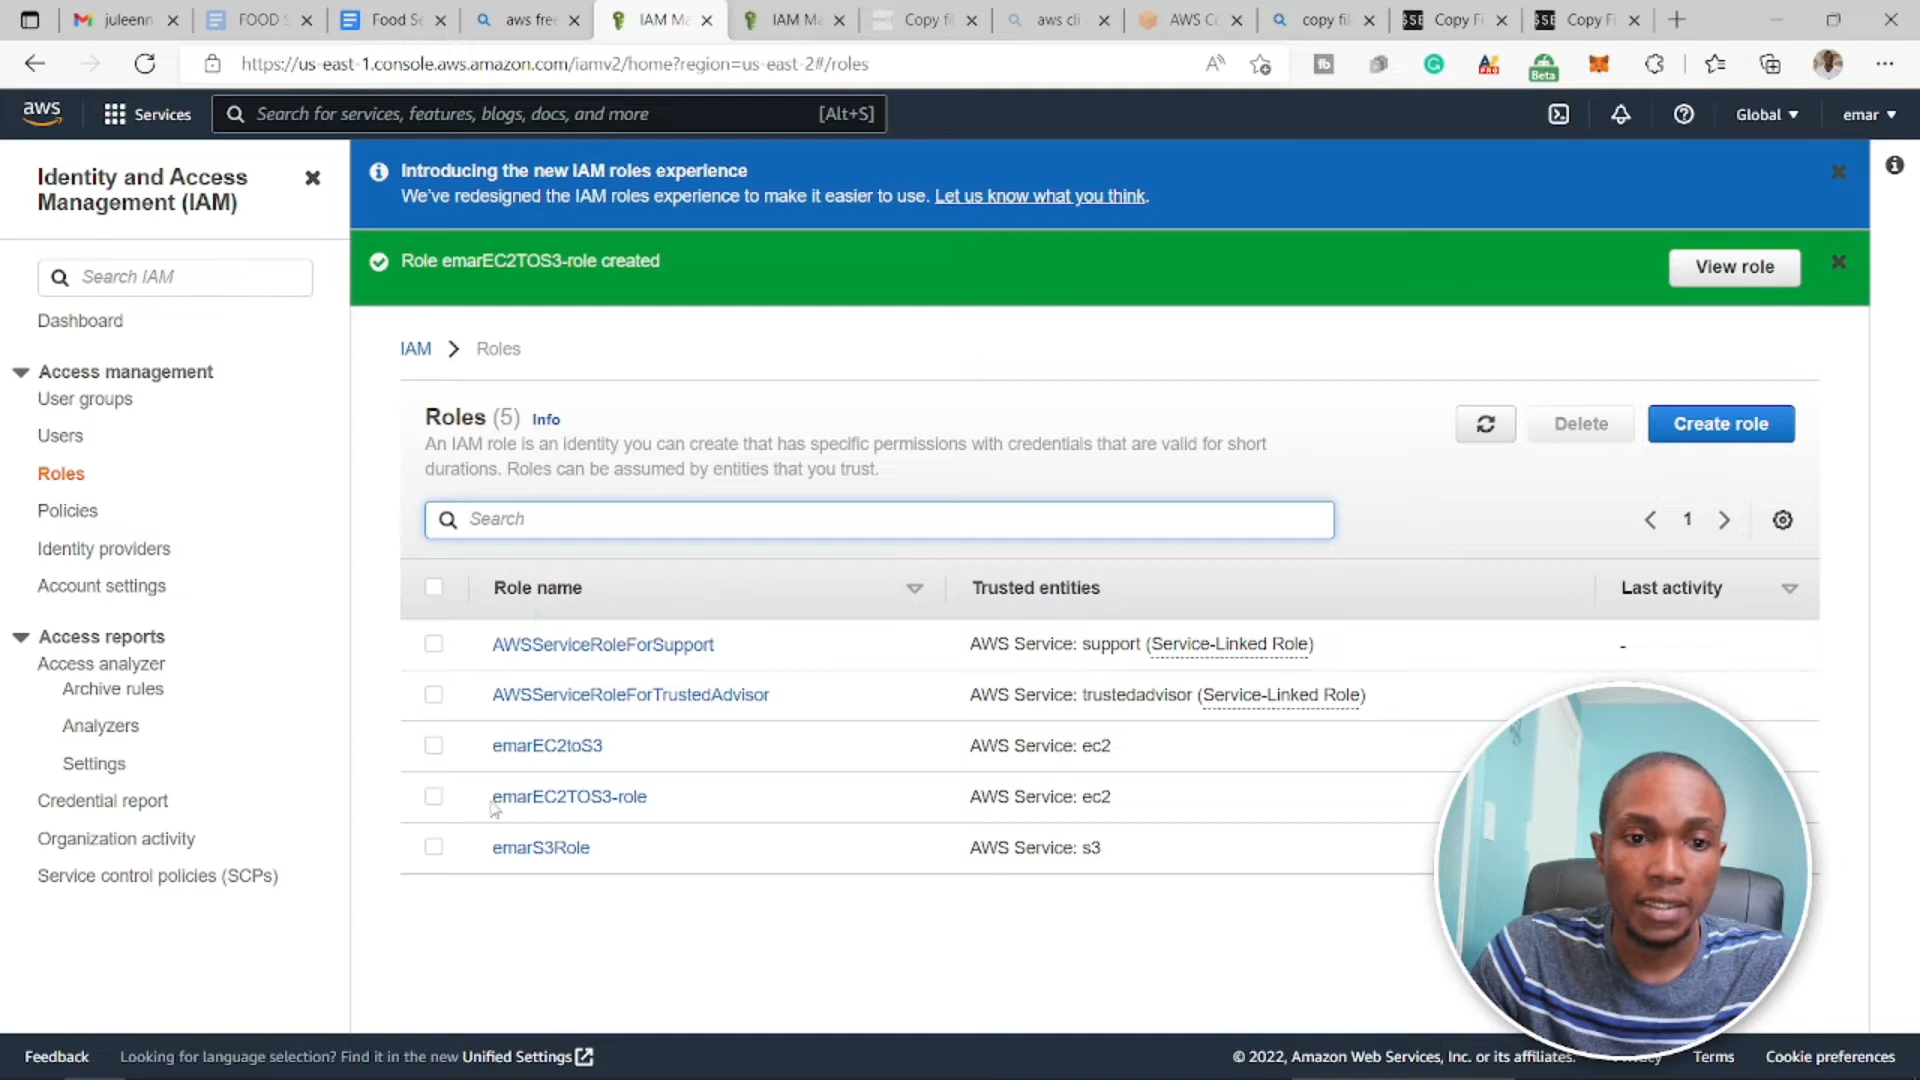 juleenn
FOOD S
Food Se
aws free
IAM Ma
IAM Ma
Copy fil
aws cli
AWS Co
copy fil
Copy Fi
Copy Fi
https://us-east-1.console.aws.amazon.com/iamv2/home?region=us-east-2#/roles
Beta
aws
Services
Search for services, features, blogs, docs, and more
[Alt+S]
Global
emar
Identity and Access
Management (IAM)
Search IAM
Dashboard
Access management
User groups
Users
Roles
Policies
Identity providers
Account settings
Access reports
Access analyzer
Archive rules
Analyzers
Settings
Credential report
Organization activity
Service control policies (SCPs)
Introducing the new IAM roles experience
We've redesigned the IAM roles experience to make it easier to use. Let us know what you think.
Role emarEC2TOS3-role created
View role
IAM > Roles
Roles (5) Info
An IAM role is an identity you can create that has specific permissions with credentials that are valid for short
durations. Roles can be assumed by entities that you trust.
Delete
Create role
Search
1
Role name
Trusted entities
Last activity
AWSServiceRoleForSupport
AWS Service: support (Service-Linked Role)
-
AWSServiceRoleForTrustedAdvisor
AWS Service: trustedadvisor (Service-Linked Role)
emarEC2toS3
AWS Service: ec2
emarEC2TOS3-role
AWS Service: ec2
emarS3Role
AWS Service: s3
Feedback
Looking for language selection? Find it in the new Unified Settings
© 2022, Amazon Web Services, Inc. or its affiliates.
Terms
Cookie preferences